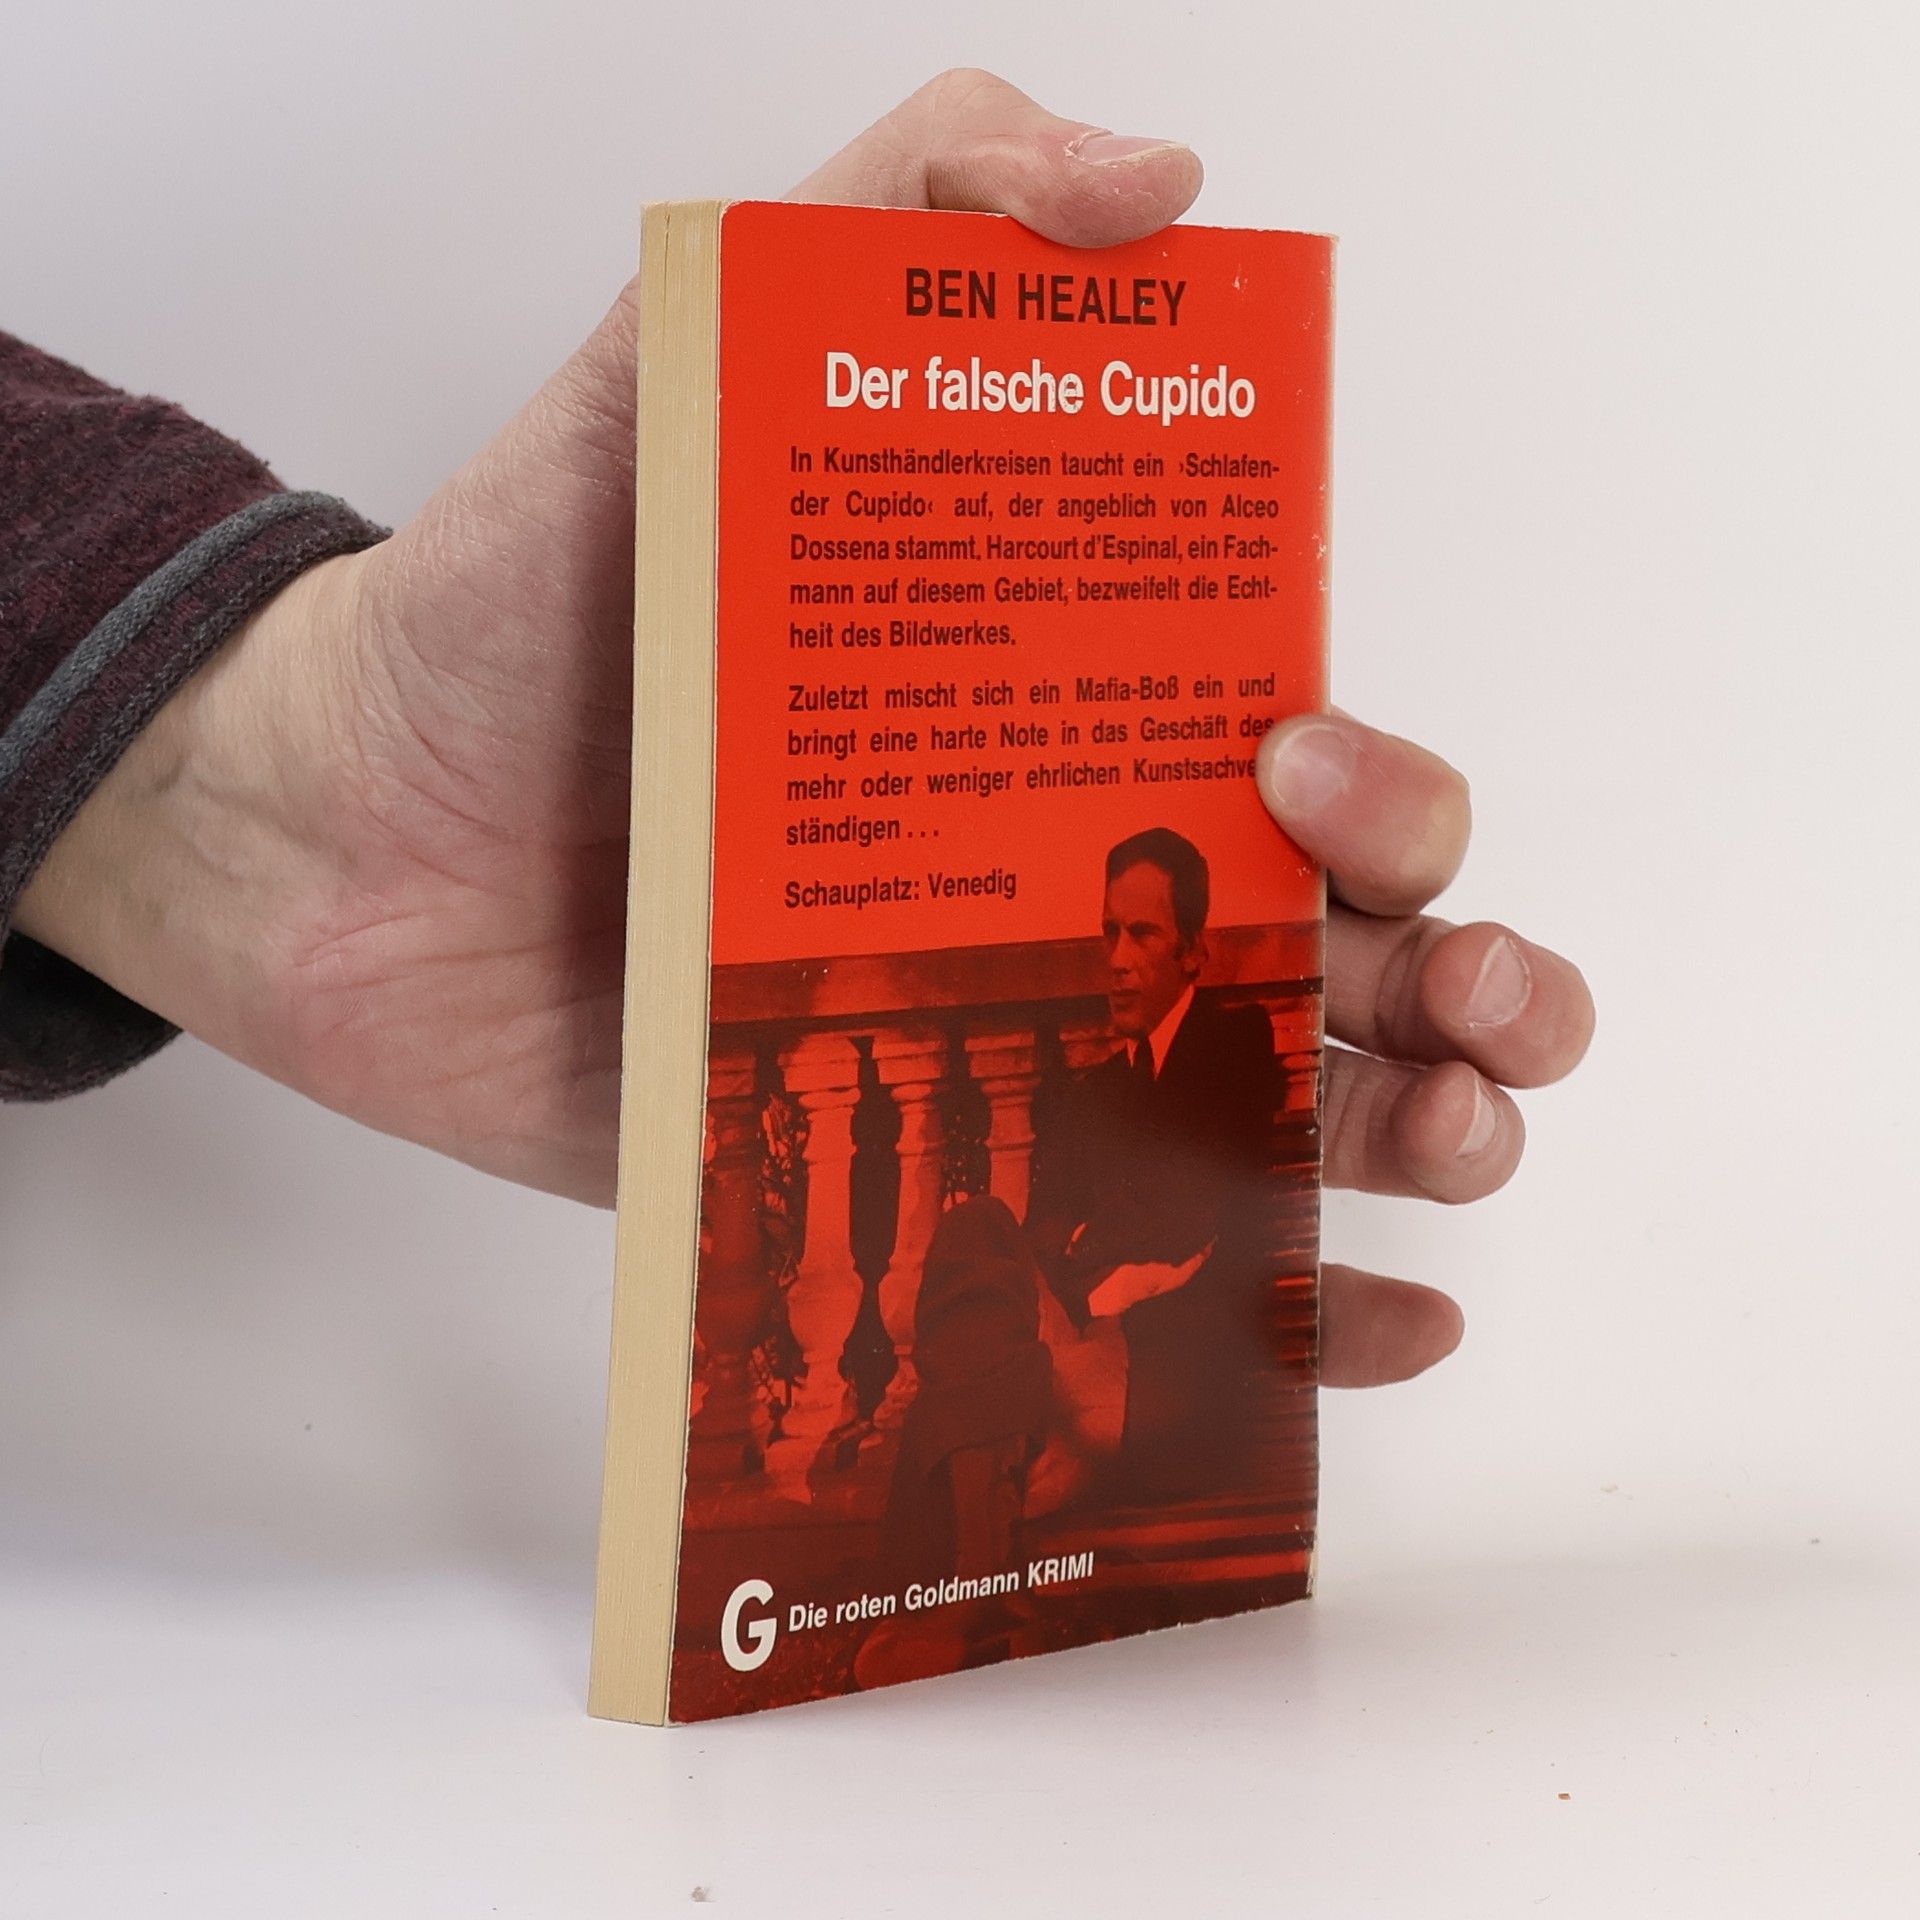 BEN HEALEY
Der falsche Cupido
In Kunsthändlerkreisen taucht ein ›Schlafen-
der Cupido‹ auf, der angeblich von Alceo
Dossena stammt. Harcourt d'Espinal, ein Fach-
mann auf diesem Gebiet, bezweifelt die Echt-
heit des Bildwerkes.
Zuletzt mischt sich ein Mafia-Boß ein und
bringt eine harte Note in das Geschäft des
mehr oder weniger ehrlichen Kunstsachve
ständigen...
Schauplatz: Venedig
G Die roten Goldmann KRIMI